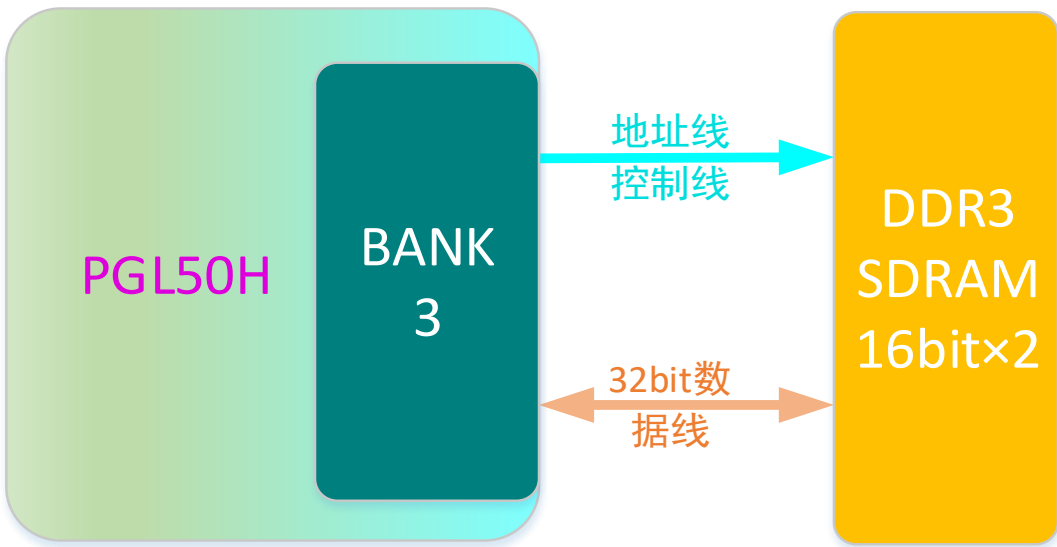 PGL50H
BANK
3
地址线
控制线
32bit数
据线
DDR3
SDRAM
16bit×2